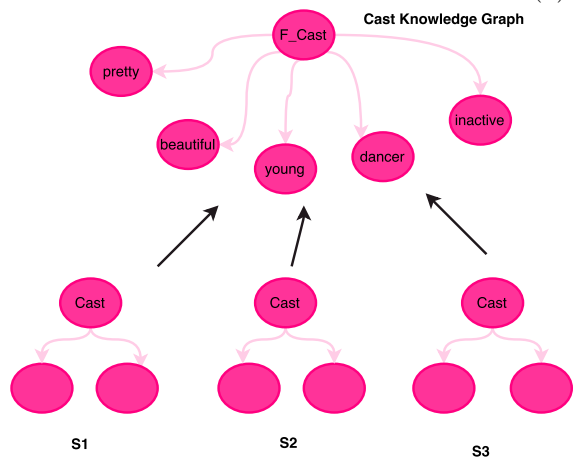 Cast Knowledge Graph
F_Cast
pretty
inactive
beautiful
young
dancer
Cast
Cast
Cast
S1
S2
S3